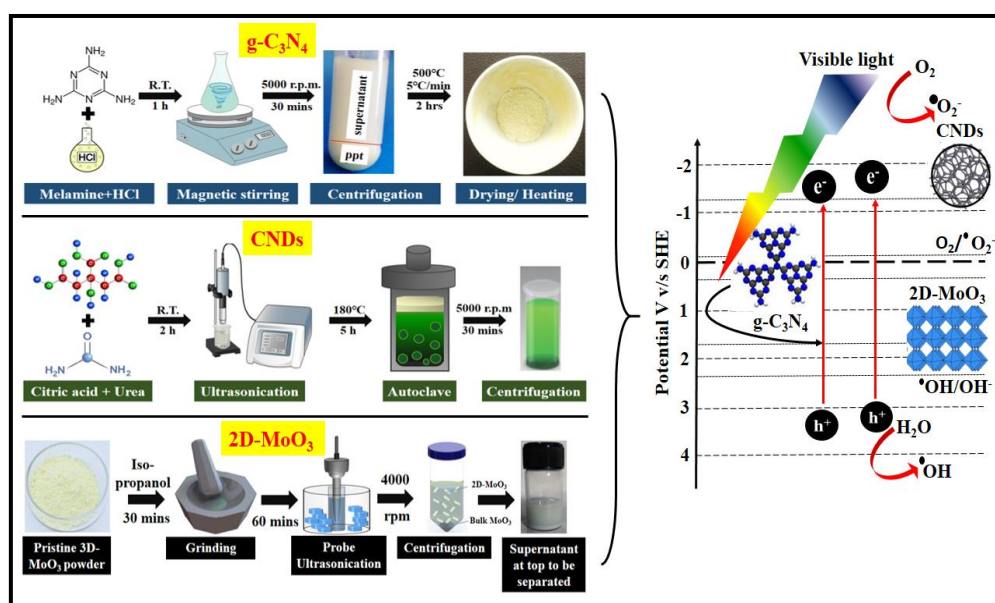 g-C3N4
NH2
H2N
NH2
HCl
R.T.
1 h
5000 r.p.m.
30 mins
supernatant
ppt
500°C
5°C/min
2 hrs
Melamine+HCl
Magnetic stirring
Centrifugation
Drying/ Heating
CNDs
O
H2N
NH2
R.T.
2 h
180°C
5 h
5000 r.p.m
30 mins
Citric acid + Urea
Ultrasonication
Autoclave
Centrifugation
2D-MoO3
Iso-
propanol
30 mins
60 mins
4000
rpm
2D-MoO3
Bulk MoO3
Pristine 3D-
MoO3 powder
Grinding
Probe
Ultrasonication
Centrifugation
Supernatant
at top to be
separated
Visible light
O2
•O2-
CNDs
Potential V v/s SHE
-2
-1
0
1
2
3
4
e-
e-
O2/•O2-
g-C3N4
2D-MoO3
•OH/OH-
h+
h+
H2O
•OH